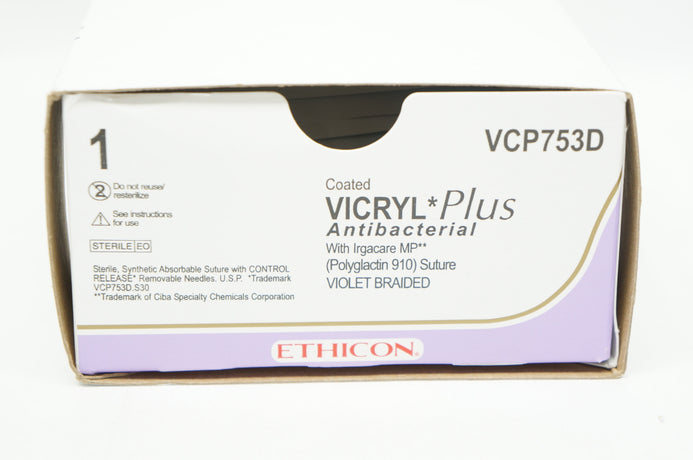 1
VCP753D
2
Do not reuse/
resterilize
See instructions
for use
STERILE EO
Coated
VICRYL*Plus
Antibacterial
With Irgacare MP**
(Polyglactin 910) Suture
VIOLET BRAIDED
Sterile, Synthetic Absorbable Suture with CONTROL
RELEASE* Removable Needles. U.S.P. *Trademark
VCP753D.S30
**Trademark of Ciba Specialty Chemicals Corporation
ETHICON